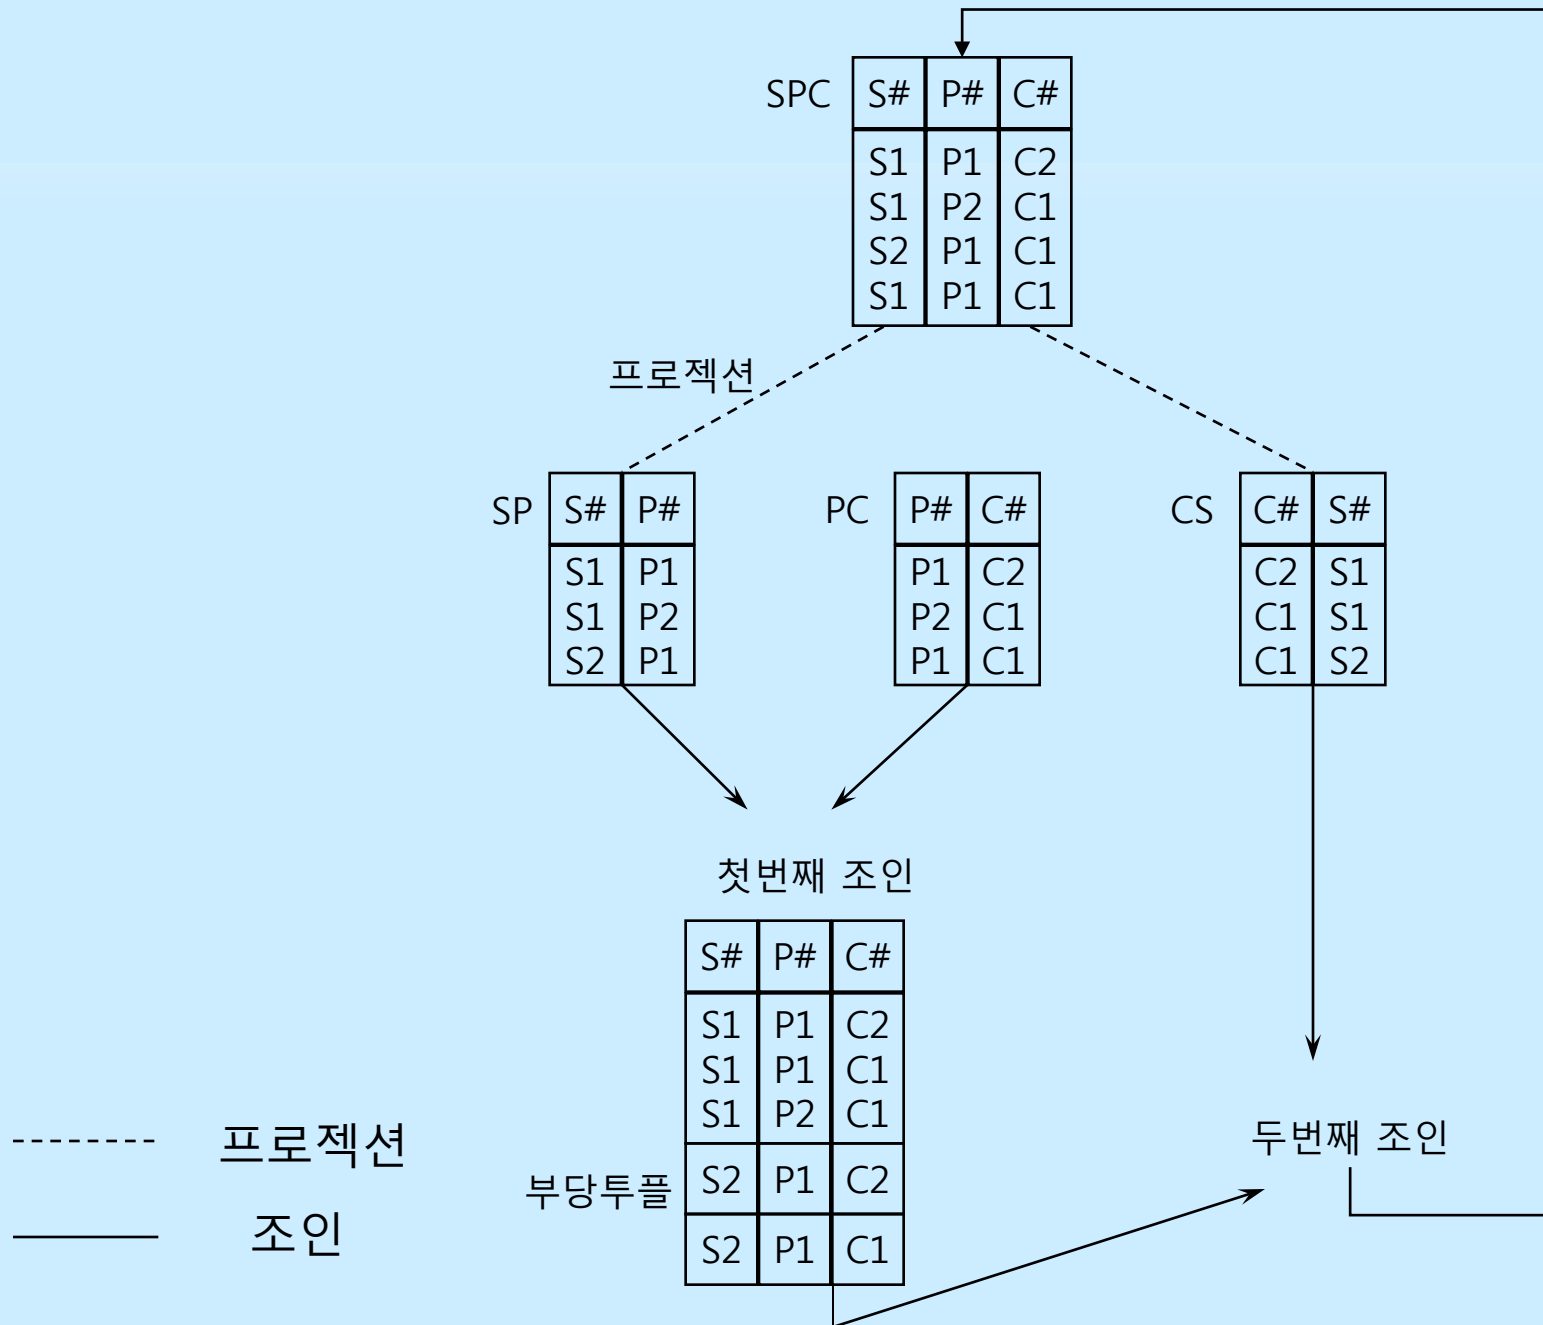 SPC S# P# C#
S1 P1 C2
S1 P2 C1
S2 P1 C1
S1 P1 C1
프로젝션
SP S# P#
S1 P1
S1 P2
S2 P1
PC P# C#
P1 C2
P2 C1
P1 C1
CS C# S#
C2 S1
C1 S1
C1 S2
첫번째 조인
S# P# C#
S1 P1 C2
S1 P1 C1
S1 P2 C1
부당투플 S2 P1 C2
S2 P1 C1
두번째 조인
프로젝션
조인